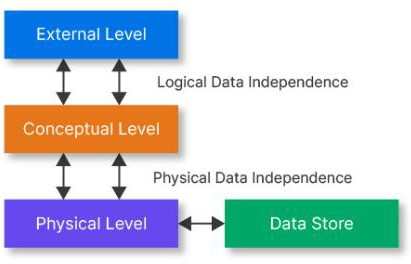 External Level
Logical Data Independence
Conceptual Level
Physical Data Independence
Physical Level
Data Store